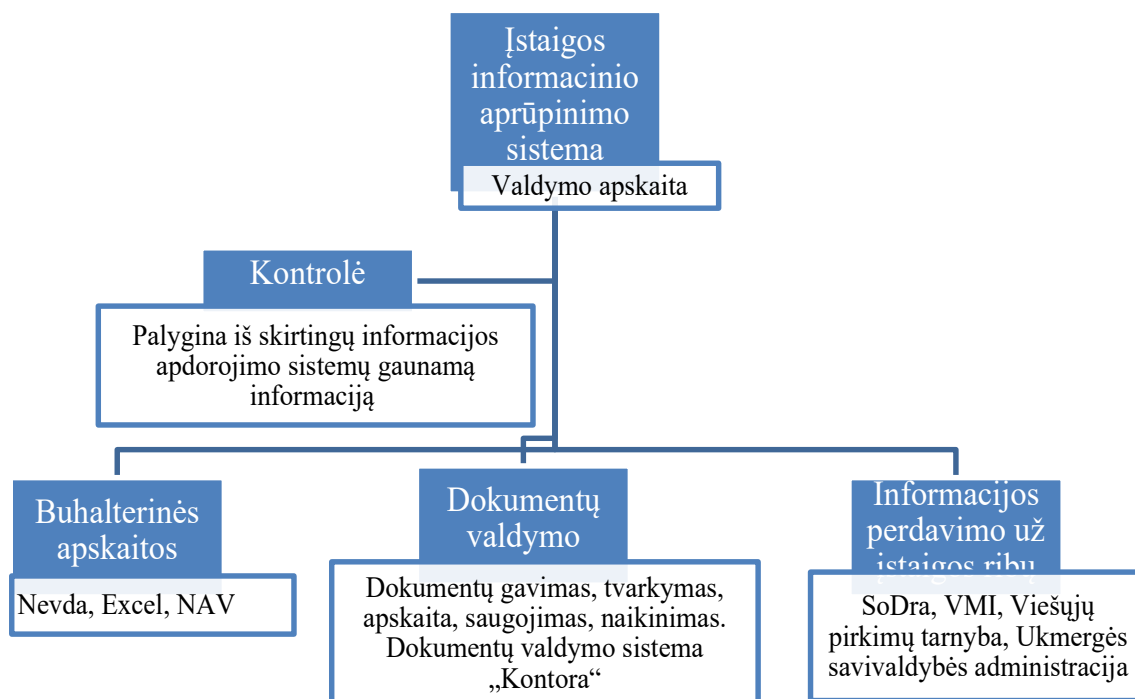 Įstaigos
informacinio
aprūpinimo
sistema
Valdymo apskaita
Kontrolė
Palygina iš skirtingų informacijos
apdorojimo sistemų gaunamą
informaciją
Buhalterinės
apskaitos
Nevda, Excel, NAV
Dokumentų
valdymo
Dokumentų gavimas, tvarkymas,
apskaita, saugojimas, naikinimas.
Dokumentų valdymo sistema
„Kontora“
Informacijos
perdavimo už
įstaigos ribų
SoDra, VMI, Viešųjų
pirkimų tarnyba, Ukmergės
savivaldybės administracija